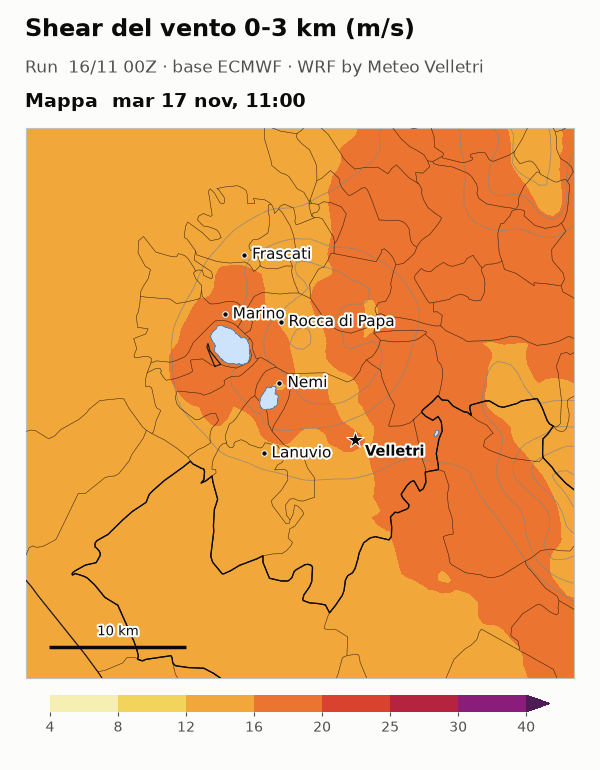 Shear del vento 0-3 km (m/s)
Run  16/11 00Z · base ECMWF · WRF by Meteo Velletri
Mappa  mar 17 nov, 11:00
Frascati
Marino
Rocca di Papa
Nemi
Velletri
Lanuvio
10 km
4 8 12 16 20 25 30 40